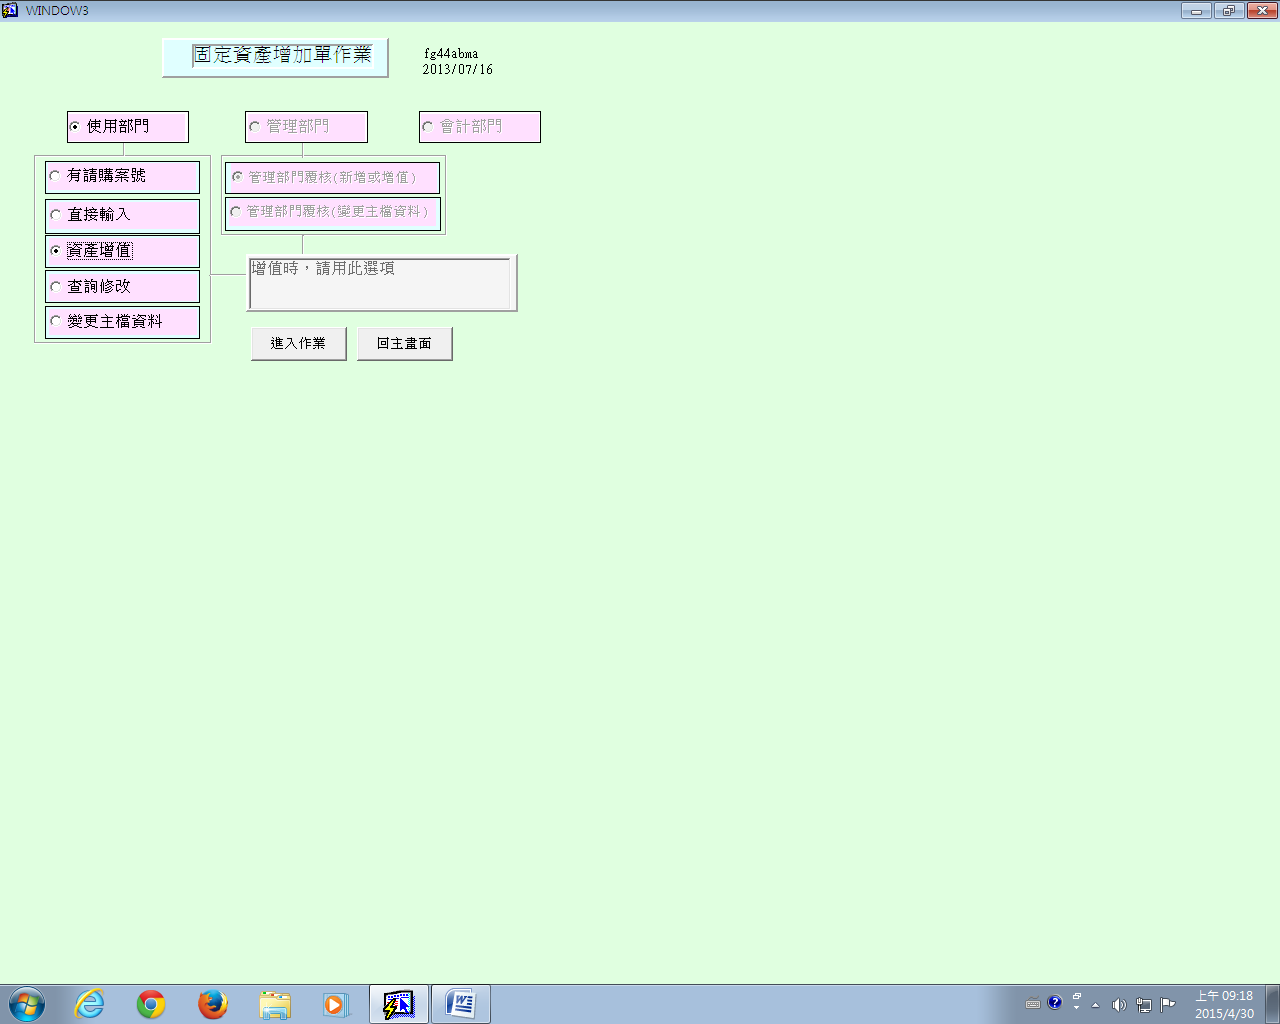 WINDOW3
固定資產增加單作業
fg44abma
2013/07/16
使用部門
管理部門
會計部門
有請購案號
直接輸入
資產增值
查詢修改
變更主檔資料
管理部門覆核(新增或增值)
管理部門覆核(變更主檔資料)
增值時，請用此選項
進入作業
回主畫面
上午 09:18
2015/4/30